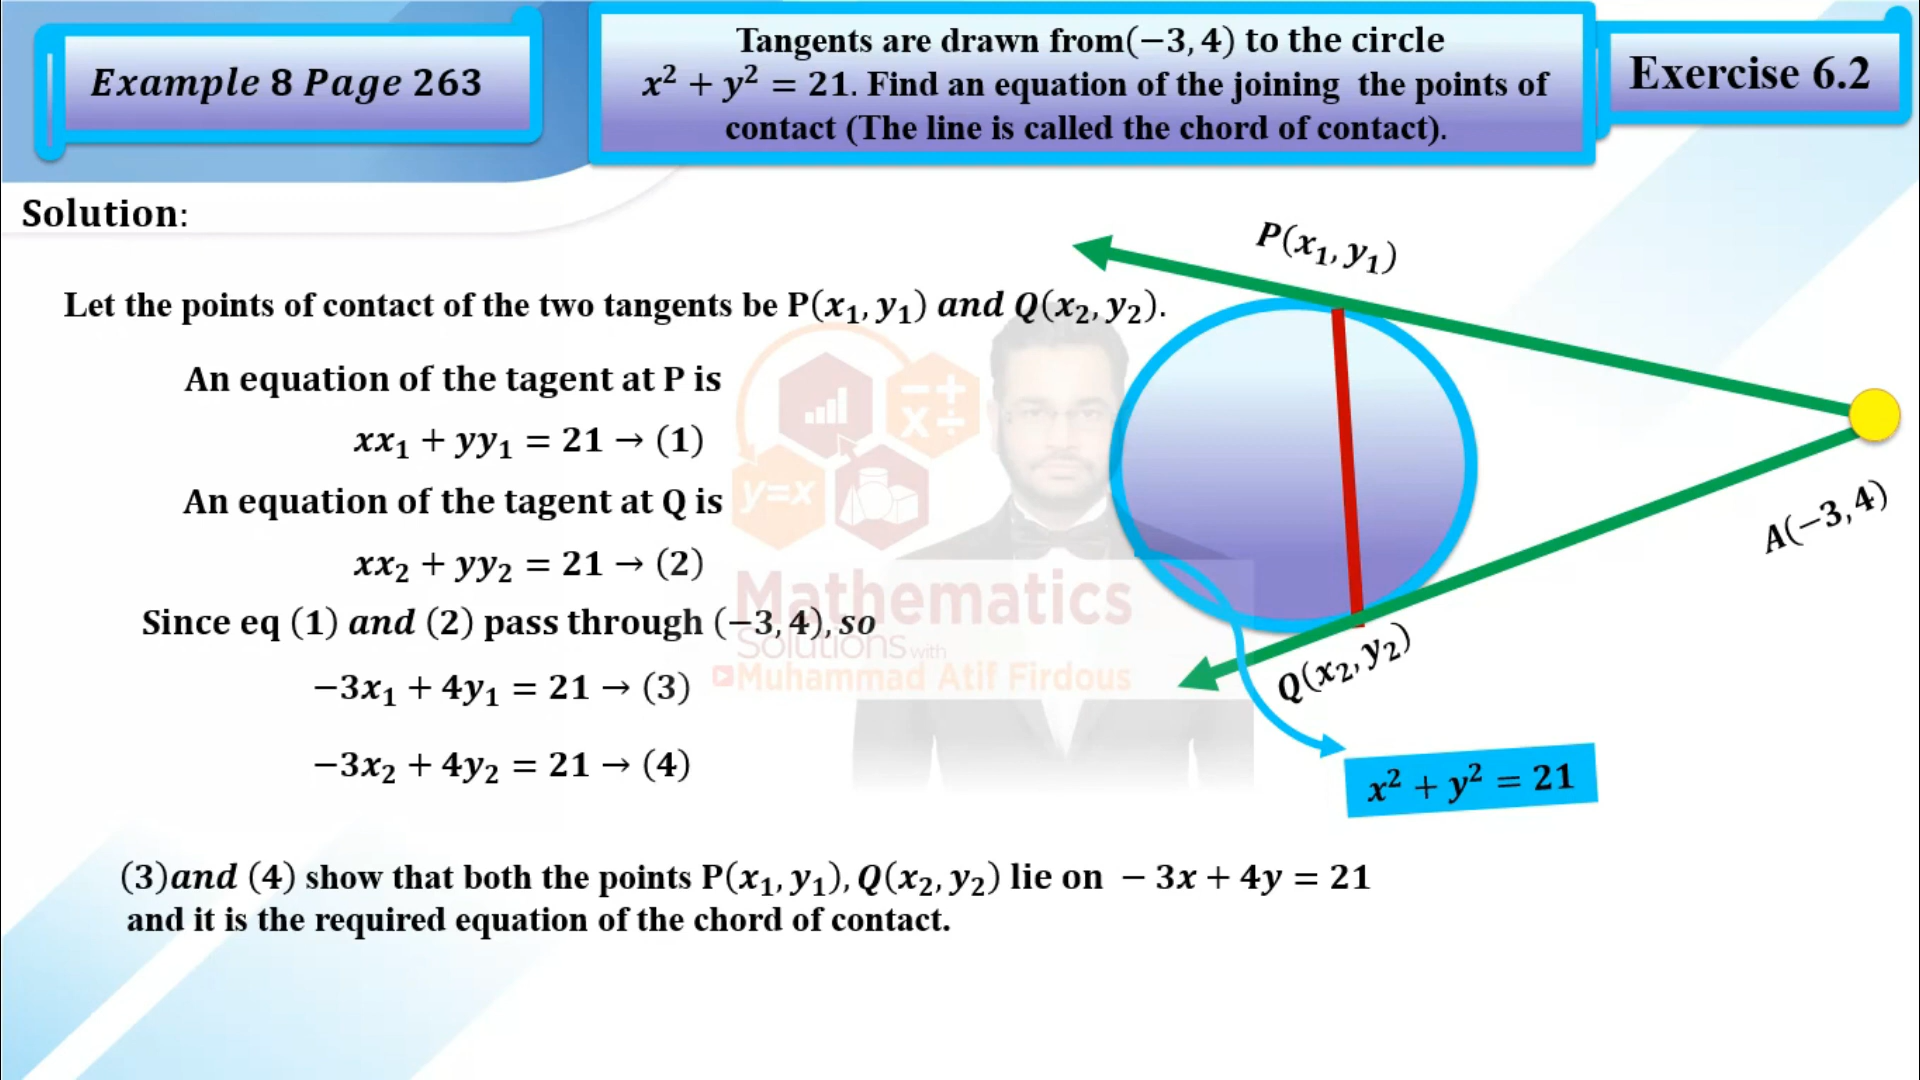 Example 8 Page 263
Tangents are drawn from(−3, 4) to the circle
x² + y² = 21. Find an equation of the joining the points of
contact (The line is called the chord of contact).
Exercise 6.2
Solution:
Let the points of contact of the two tangents be P(x₁, y₁) and Q(x₂, y₂).
An equation of the tagent at P is
xx₁ + yy₁ = 21 → (1)
An equation of the tagent at Q is
xx₂ + yy₂ = 21 → (2)
Since eq (1) and (2) pass through (−3, 4), so
−3x₁ + 4y₁ = 21 → (3)
−3x₂ + 4y₂ = 21 → (4)
(3)and (4) show that both the points P(x₁, y₁), Q(x₂, y₂) lie on − 3x + 4y = 21
and it is the required equation of the chord of contact.
P(x₁, y₁)
A(−3, 4)
Q(x₂, y₂)
x² + y² = 21
−+
×÷
y=x
Mathematics
Solutions with
Muhammad Atif Firdous